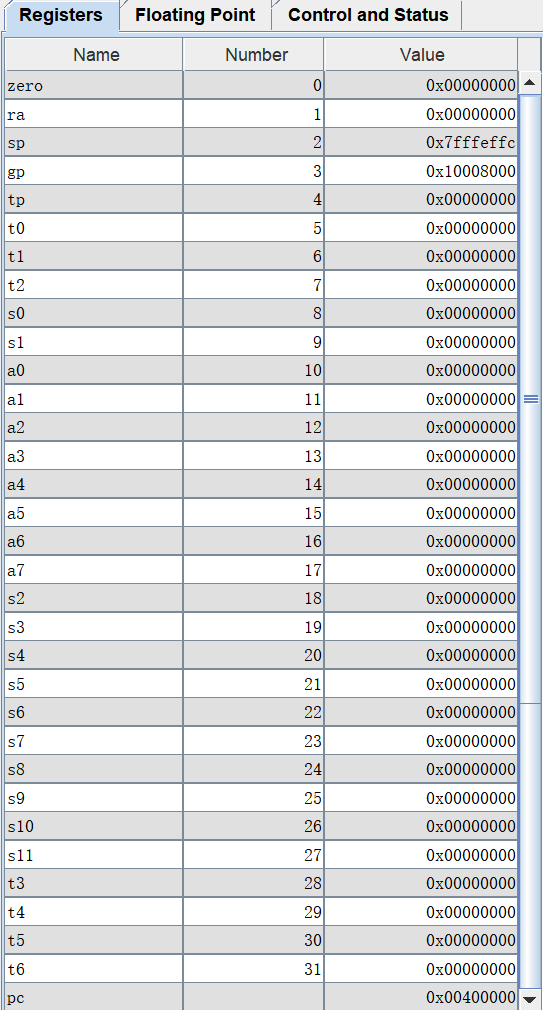 Registers Floating Point Control and Status
Name Number Value
zero 0 0x00000000
ra 1 0x00000000
sp 2 0x7fffeffc
gp 3 0x10008000
tp 4 0x00000000
t0 5 0x00000000
t1 6 0x00000000
t2 7 0x00000000
s0 8 0x00000000
s1 9 0x00000000
a0 10 0x00000000
a1 11 0x00000000
a2 12 0x00000000
a3 13 0x00000000
a4 14 0x00000000
a5 15 0x00000000
a6 16 0x00000000
a7 17 0x00000000
s2 18 0x00000000
s3 19 0x00000000
s4 20 0x00000000
s5 21 0x00000000
s6 22 0x00000000
s7 23 0x00000000
s8 24 0x00000000
s9 25 0x00000000
s10 26 0x00000000
s11 27 0x00000000
t3 28 0x00000000
t4 29 0x00000000
t5 30 0x00000000
t6 31 0x00000000
pc 0x00400000